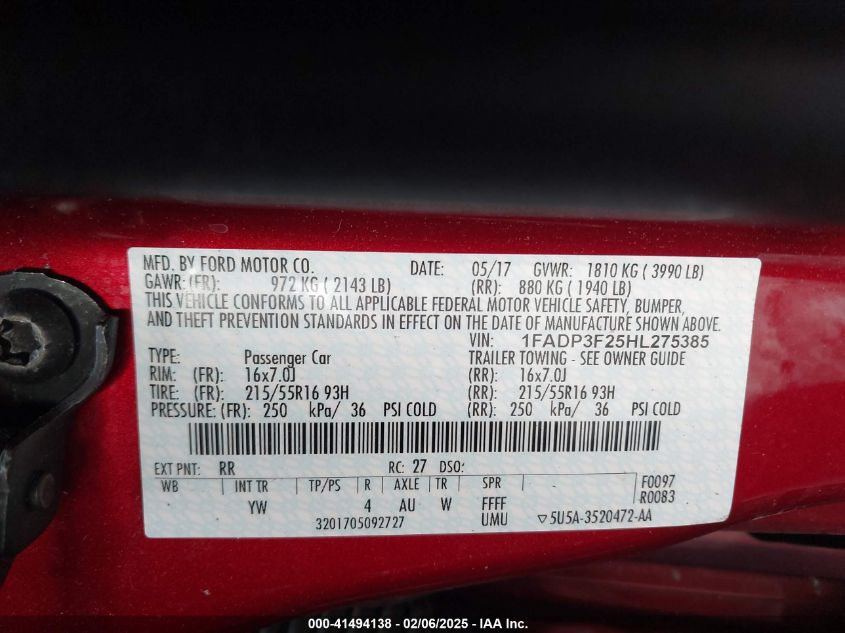 MFD. BY FORD MOTOR CO. DATE: 05/17 GVWR: 1810 KG ( 3990 LB)
GAWR: (FR): 972 KG ( 2143 LB) (RR): 880 KG ( 1940 LB)
THIS VEHICLE CONFORMS TO ALL APPLICABLE FEDERAL MOTOR VEHICLE SAFETY, BUMPER,
AND THEFT PREVENTION STANDARDS IN EFFECT ON THE DATE OF MANUFACTURE SHOWN ABOVE.
VIN: 1FADP3F25HL275385
TYPE: Passenger Car TRAILER TOWING - SEE OWNER GUIDE
RIM: (FR): 16x7.0J (RR): 16x7.0J
TIRE: (FR): 215/55R16 93H (RR): 215/55R16 93H
PRESSURE: (FR): 250 kPa/ 36 PSI COLD (RR): 250 kPa/ 36 PSI COLD
EXT PNT: RR RC: 27 DSO:
WB INT TR TP/PS R AXLE TR SPR F0097
YW 4 AU W FFFF R0083
3201705092727 UMU ▽5U5A-3520472-AA
000-41494138 - 02/06/2025 - IAA Inc.